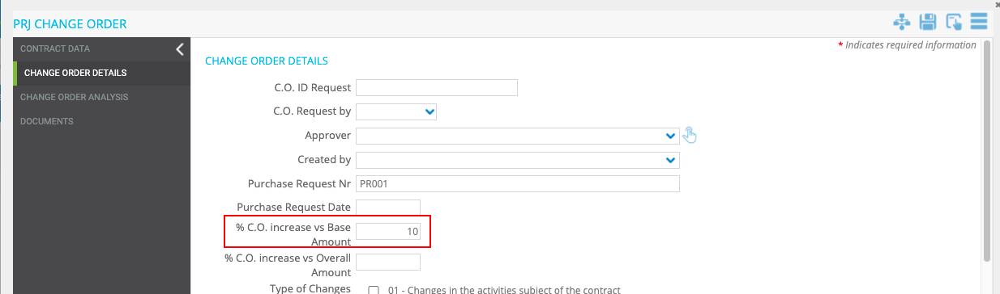 PRJ CHANGE ORDER
* Indicates required information
CONTRACT DATA
CHANGE ORDER DETAILS
CHANGE ORDER ANALYSIS
DOCUMENTS
CHANGE ORDER DETAILS
C.O. ID Request
C.O. Request by
Approver
Created by
Purchase Request Nr PR001
Purchase Request Date
% C.O. increase vs Base 10
Amount
% C.O. increase vs Overall
Amount
Type of Changes 01 - Changes in the activities subject of the contract